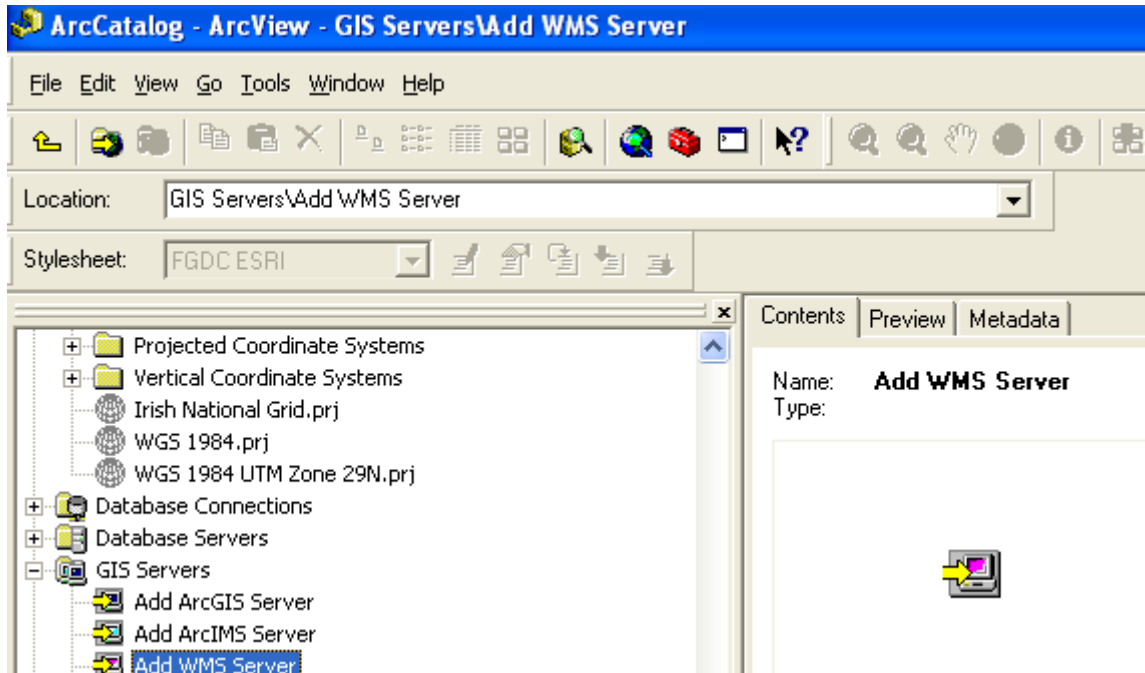 ArcCatalog - ArcView - GIS Servers\Add WMS Server
File Edit View Go Tools Window Help
Location: GIS Servers\Add WMS Server
Stylesheet: FGDC ESRI
Contents Preview Metadata
Projected Coordinate Systems
Vertical Coordinate Systems
Irish National Grid.prj
WGS 1984.prj
WGS 1984 UTM Zone 29N.prj
Database Connections
Database Servers
GIS Servers
Add ArcGIS Server
Add ArcIMS Server
Add WMS Server
Name: Add WMS Server
Type: